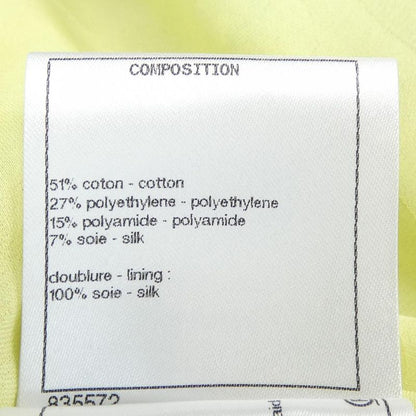 COMPOSITION
51% coton - cotton
27% polyethylene - polyethylene
15% polyamide - polyamide
7% soie - silk
doublure - lining :
100% soie - silk
835572